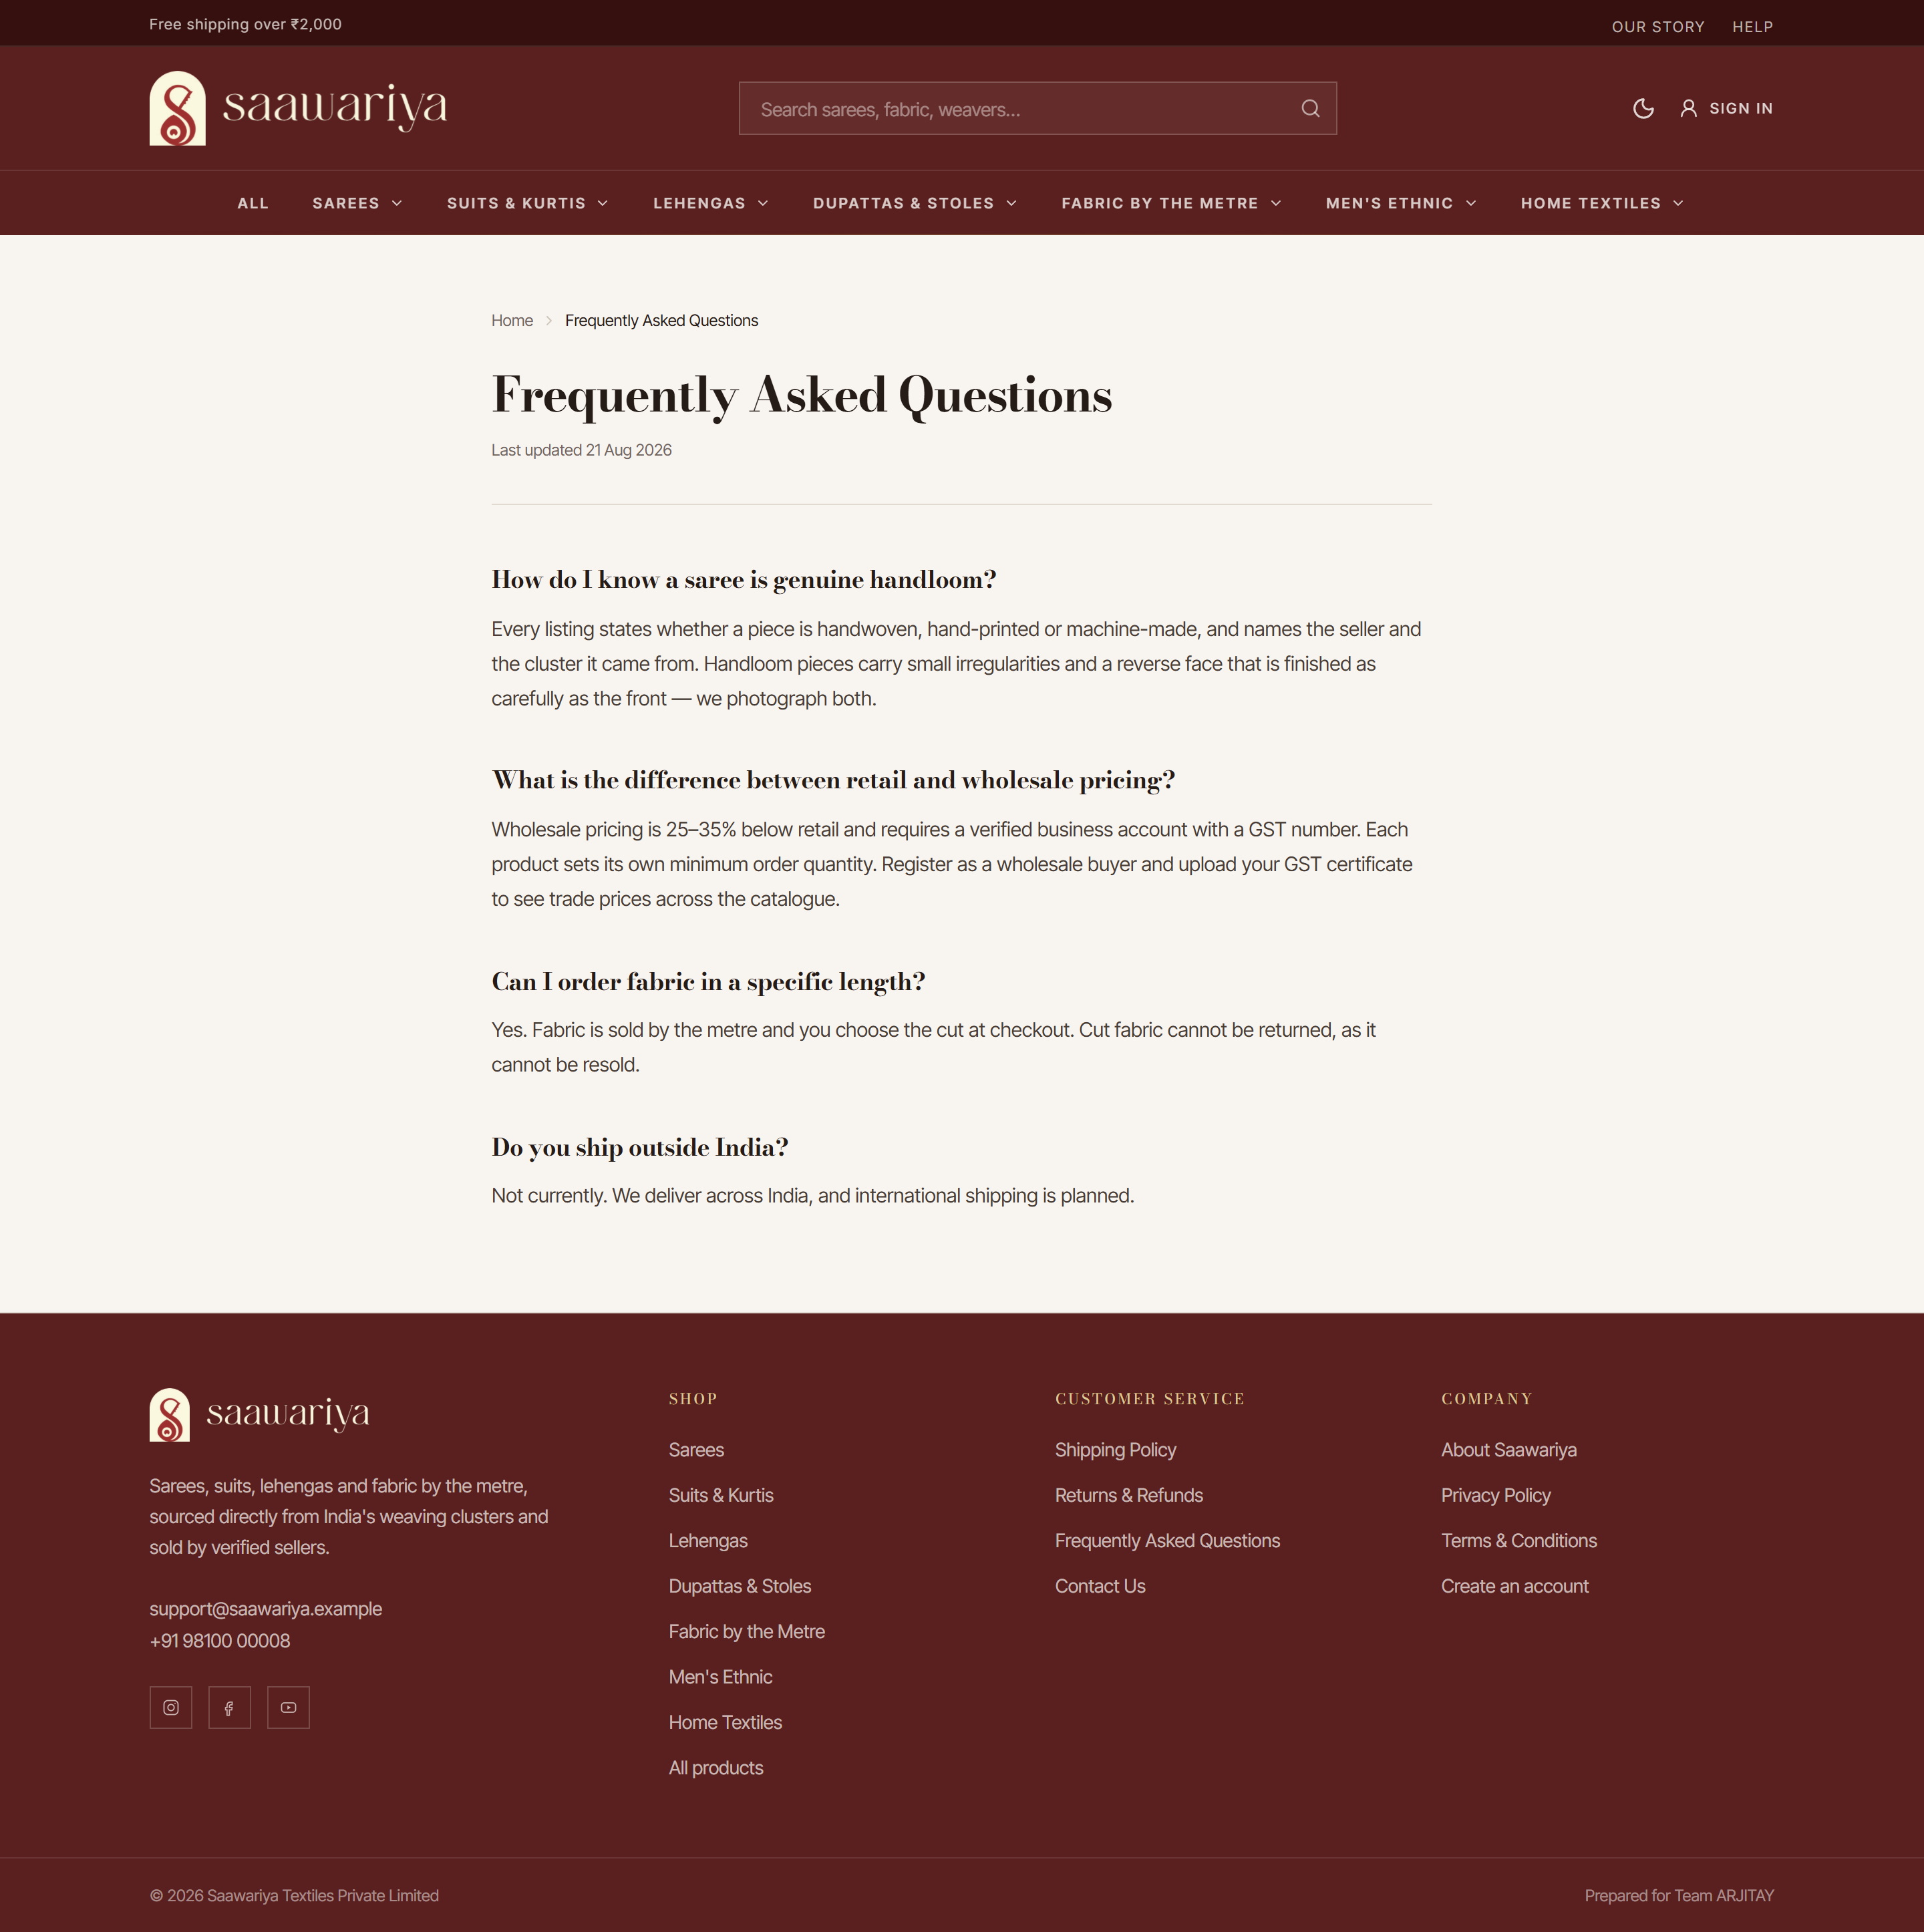 Free shipping over ₹2,000
OUR STORY
HELP
saawariya
Search sarees, fabric, weavers...
SIGN IN
ALL
SAREES
SUITS & KURTIS
LEHENGAS
DUPATTAS & STOLES
FABRIC BY THE METRE
MEN'S ETHNIC
HOME TEXTILES
Home
Frequently Asked Questions
Frequently Asked Questions
Last updated 21 Aug 2026
How do I know a saree is genuine handloom?
Every listing states whether a piece is handwoven, hand-printed or machine-made, and names the seller and
the cluster it came from. Handloom pieces carry small irregularities and a reverse face that is finished as
carefully as the front — we photograph both.
What is the difference between retail and wholesale pricing?
Wholesale pricing is 25–35% below retail and requires a verified business account with a GST number. Each
product sets its own minimum order quantity. Register as a wholesale buyer and upload your GST certificate
to see trade prices across the catalogue.
Can I order fabric in a specific length?
Yes. Fabric is sold by the metre and you choose the cut at checkout. Cut fabric cannot be returned, as it
cannot be resold.
Do you ship outside India?
Not currently. We deliver across India, and international shipping is planned.
saawariya
Sarees, suits, lehengas and fabric by the metre,
sourced directly from India's weaving clusters and
sold by verified sellers.
support@saawariya.example
+91 98100 00008
SHOP
Sarees
Suits & Kurtis
Lehengas
Dupattas & Stoles
Fabric by the Metre
Men's Ethnic
Home Textiles
All products
CUSTOMER SERVICE
Shipping Policy
Returns & Refunds
Frequently Asked Questions
Contact Us
COMPANY
About Saawariya
Privacy Policy
Terms & Conditions
Create an account
© 2026 Saawariya Textiles Private Limited
Prepared for Team ARJITAY